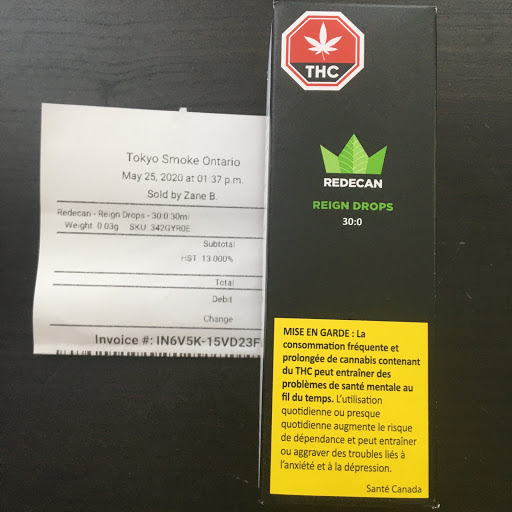 THC
REDECAN
REIGN DROPS
30:0
MISE EN GARDE : La
consommation fréquente et
prolongée de cannabis contenant
du THC peut entraîner des
problèmes de santé mentale au
fil du temps. L'utilisation
quotidienne ou presque
quotidienne augmente le risque
de dépendance et peut entraîner
ou aggraver des troubles liés à
l'anxiété et à la dépression.
Santé Canada
Tokyo Smoke Ontario
May 25, 2020 at 01:37 p.m.
Sold by Zane B.
Redecan - Reign Drops - 30:0 30ml
Weight: 0.03g SKU: 342GYR0E
Subtotal
HST 13.000%
Total
Debit
Change
Invoice #: IN6V5K-15VD23F